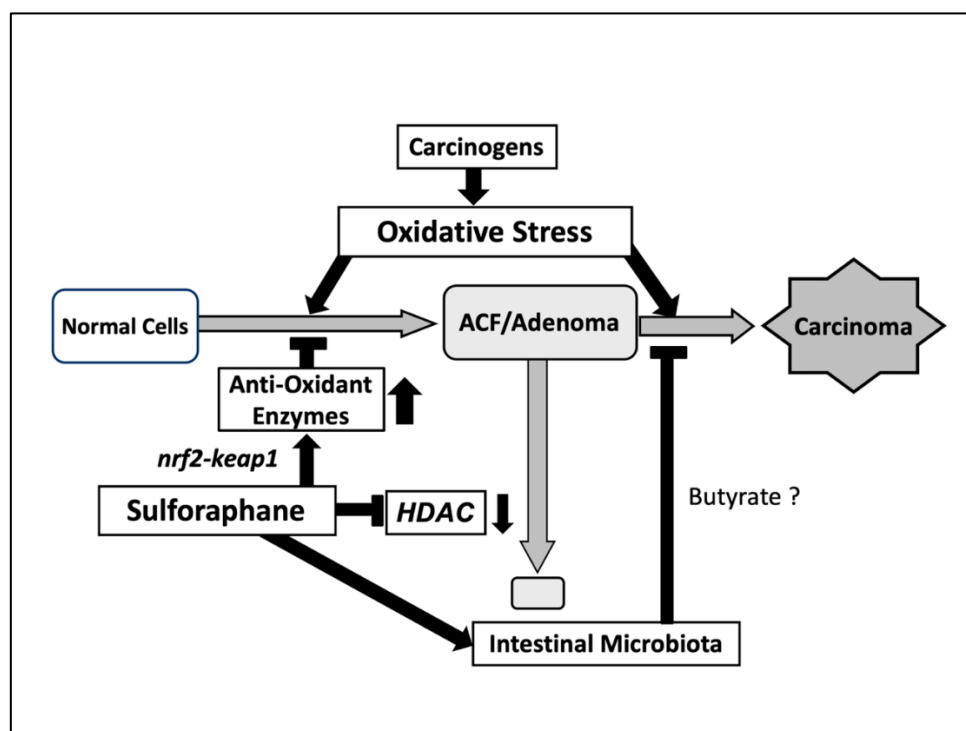 Carcinogens
Oxidative Stress
Normal Cells
ACF/Adenoma
Carcinoma
Anti-Oxidant
Enzymes
nrf2-keap1
Sulforaphane
HDAC
Butyrate ?
Intestinal Microbiota